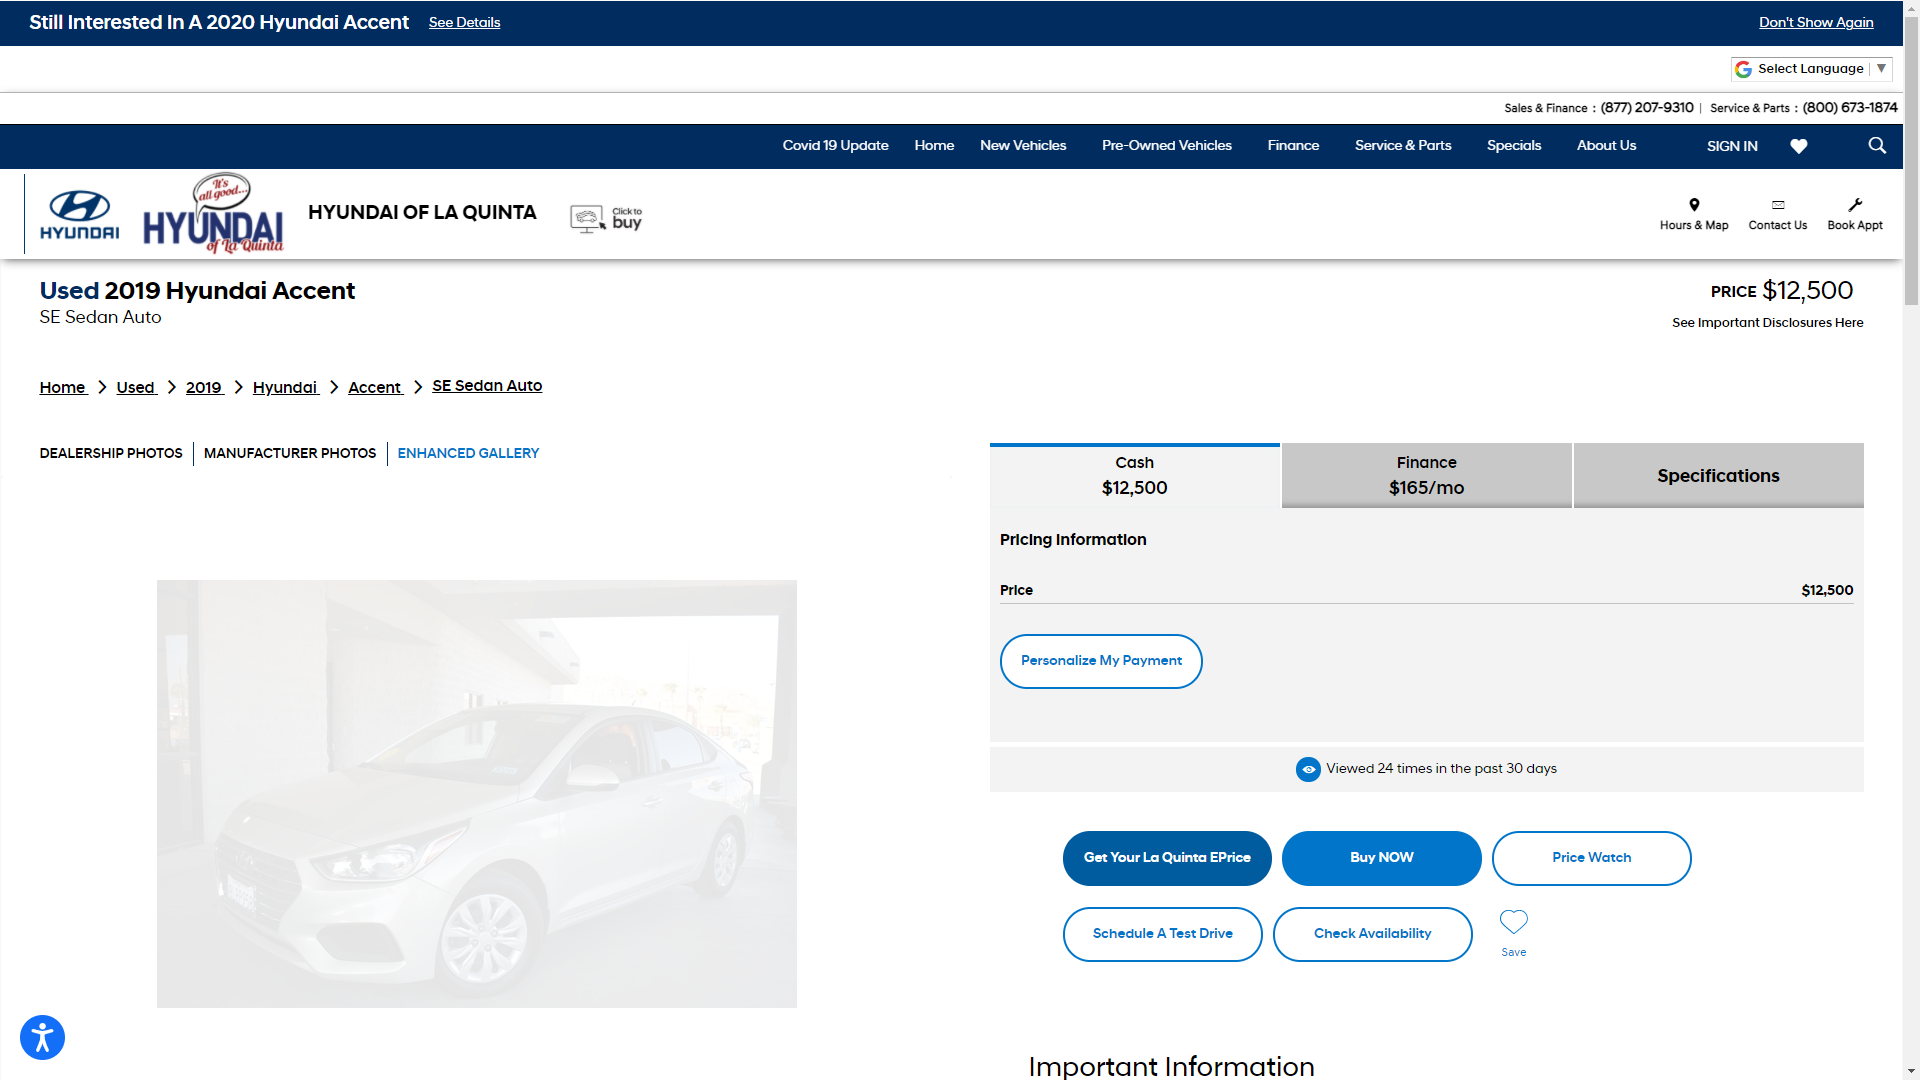 Still Interested In A 2020 Hyundai Accent See Details Don't Show Again
Select Language ▼
Sales & Finance : (877) 207-9310 | Service & Parts : (800) 673-1874
Covid 19 Update Home New Vehicles Pre-Owned Vehicles Finance Service & Parts Specials About Us SIGN IN
HYUNDAI
It's all good...
HYUNDAI
of La Quinta
HYUNDAI OF LA QUINTA
Click to
buy
Hours & Map Contact Us Book Appt
Used 2019 Hyundai Accent
SE Sedan Auto
PRICE $12,500
See Important Disclosures Here
Home Used 2019 Hyundai Accent SE Sedan Auto
DEALERSHIP PHOTOS MANUFACTURER PHOTOS ENHANCED GALLERY
Cash
$12,500
Finance
$165/mo
Specifications
Pricing Information
Price $12,500
Personalize My Payment
Viewed 24 times in the past 30 days
Get Your La Quinta EPrice Buy NOW Price Watch
Schedule A Test Drive Check Availability Save
Important Information